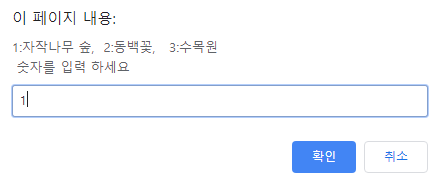 이 페이지 내용:
1:자작나무 숲,  2:동백꽃,   3:수목원
숫자를 입력 하세요
1
확인 취소